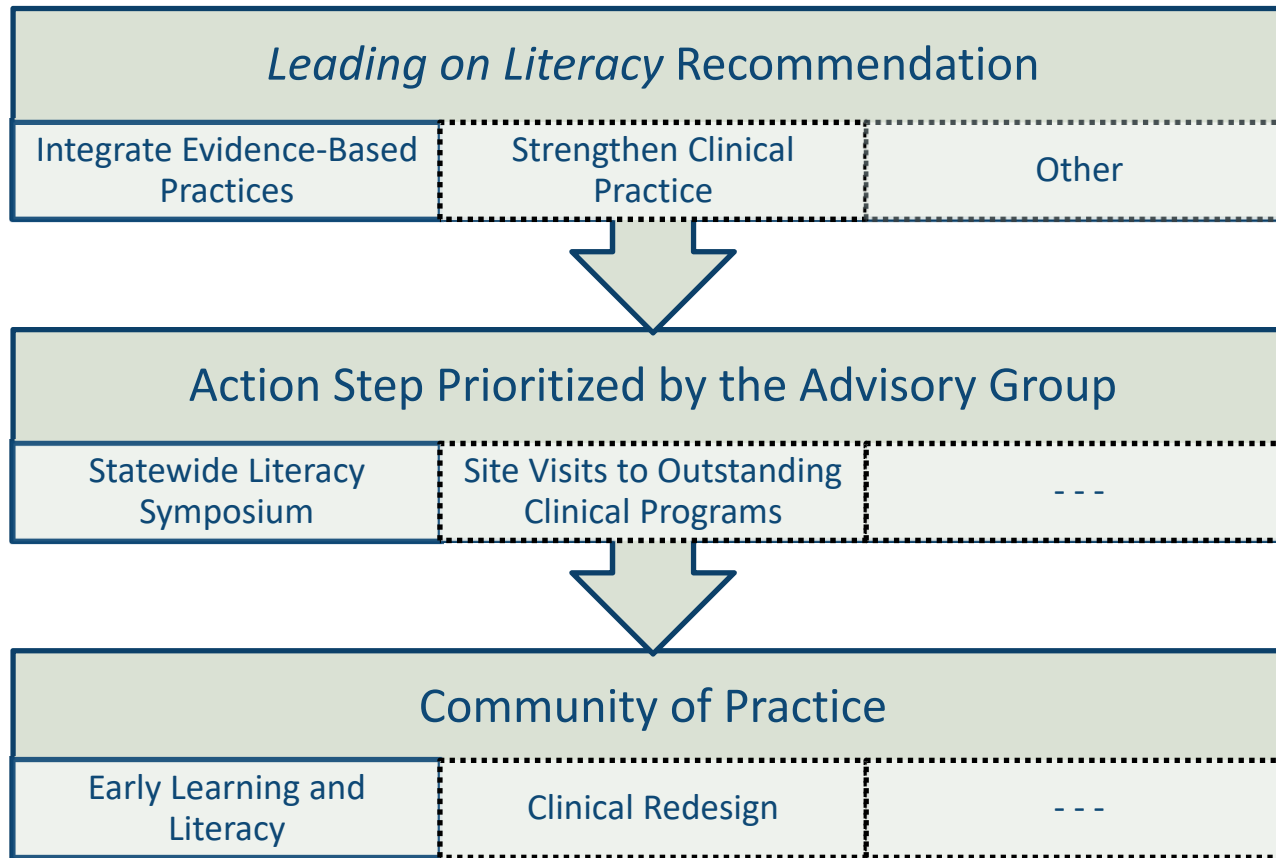 Leading on Literacy Recommendation
Integrate Evidence-Based
Practices
Strengthen Clinical
Practice
Other
Action Step Prioritized by the Advisory Group
Statewide Literacy
Symposium
Site Visits to Outstanding
Clinical Programs
- - -
Community of Practice
Early Learning and
Literacy
Clinical Redesign
- - -